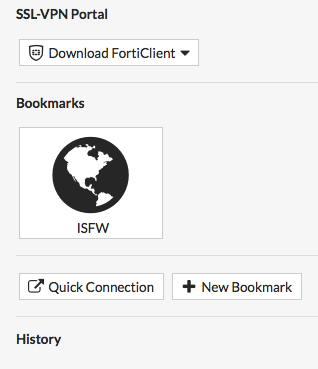 SSL-VPN Portal
Download FortiClient
Bookmarks
ISFW
Quick Connection
New Bookmark
History